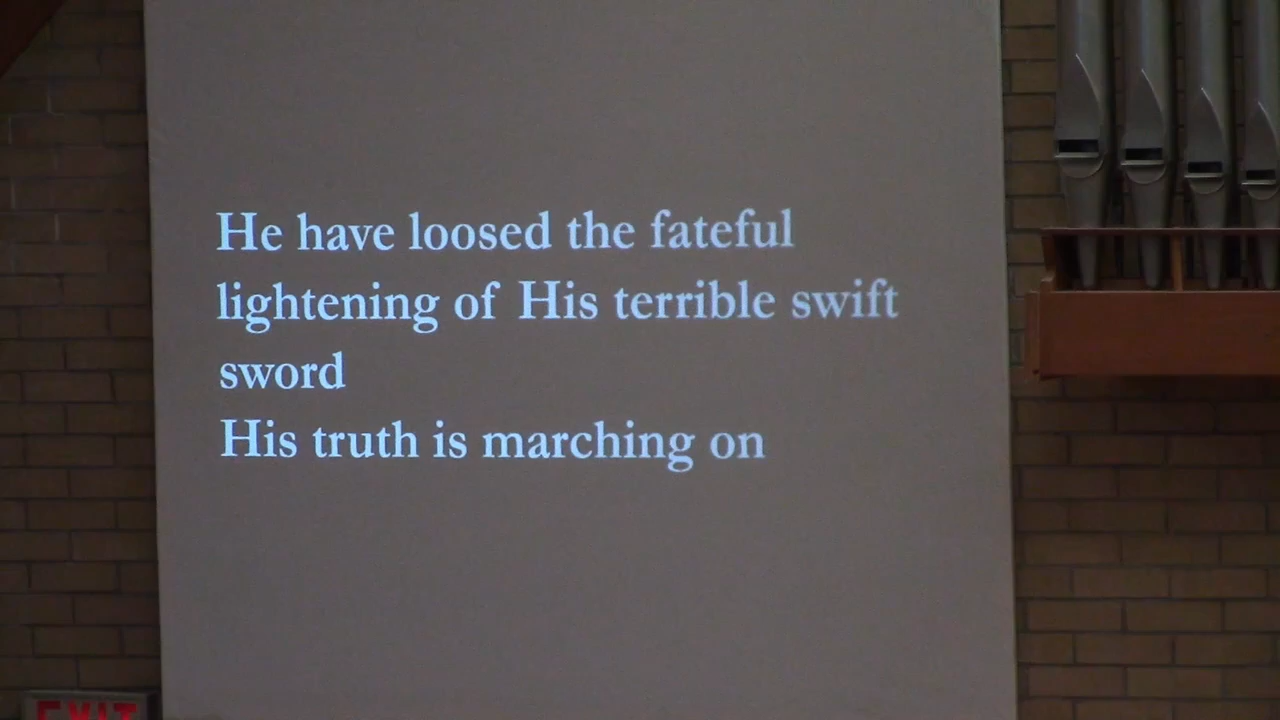 He have loosed the fateful
lightening of His terrible swift
sword
His truth is marching on
EXIT